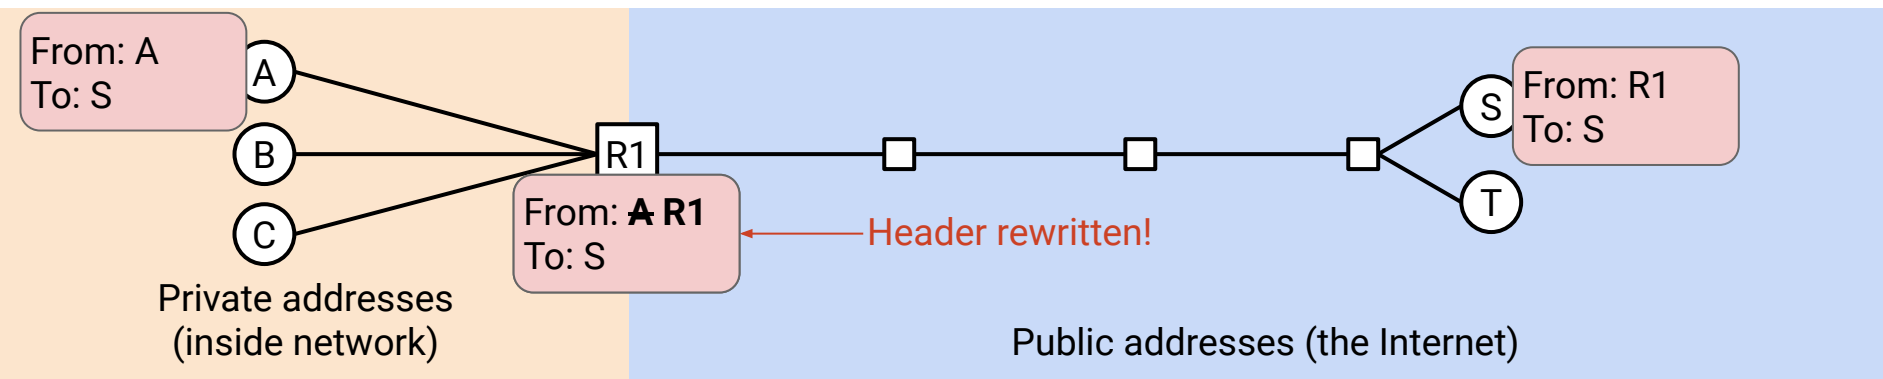 From: A
To: S
A
B
C
R1
From: A R1
To: S
Header rewritten!
S
T
From: R1
To: S
Private addresses
(inside network)
Public addresses (the Internet)